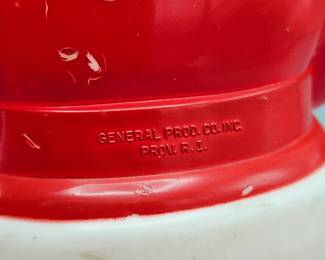 GENERAL PROD. CO. INC.
PROV. R. I.